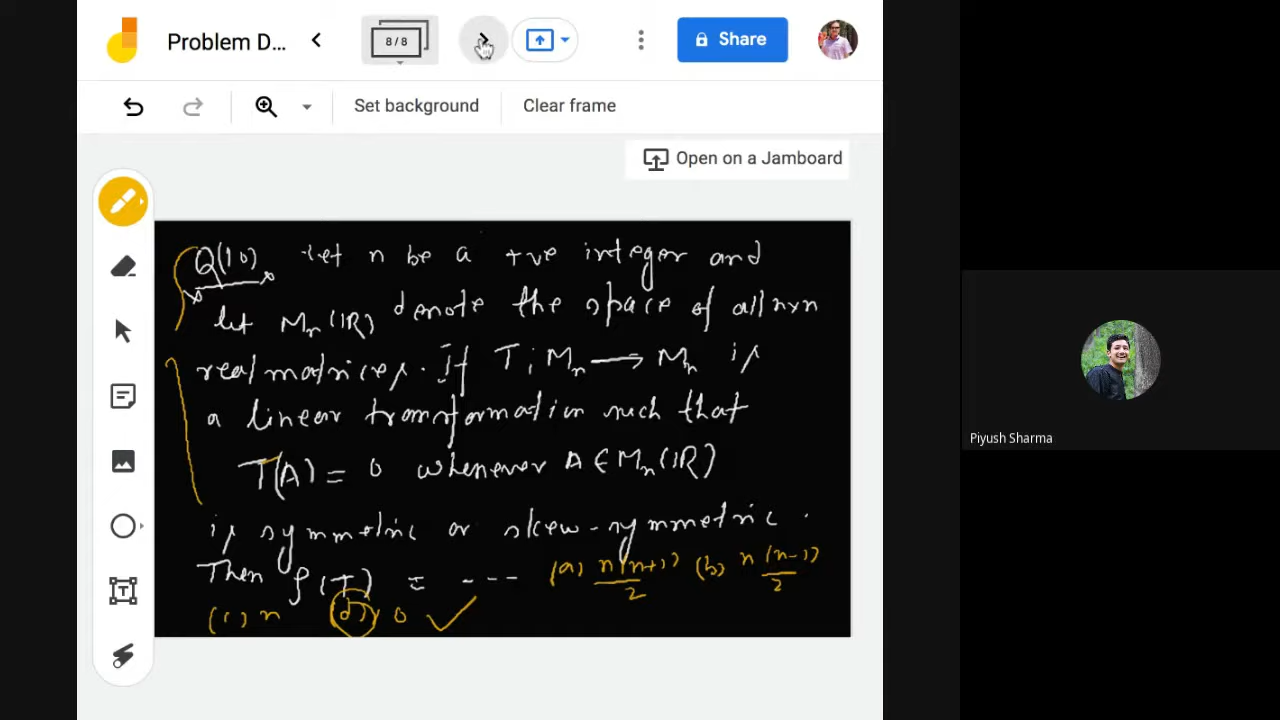 Problem D...
8/8
Share
Set background
Clear frame
Open on a Jamboard
Q(10) let n be a +ve integer and
let Mn(IR) denote the space of all nxn
real matrices. If T: Mn → Mn is
a linear transformation such that
T(A) = 0 whenever A ∈ Mn(IR)
is symmetric or skew-symmetric.
Then ρ(T) = --- (a) n(n+1)/2 (b) n(n-1)/2
(c) n (d) 0 ✓
Piyush Sharma